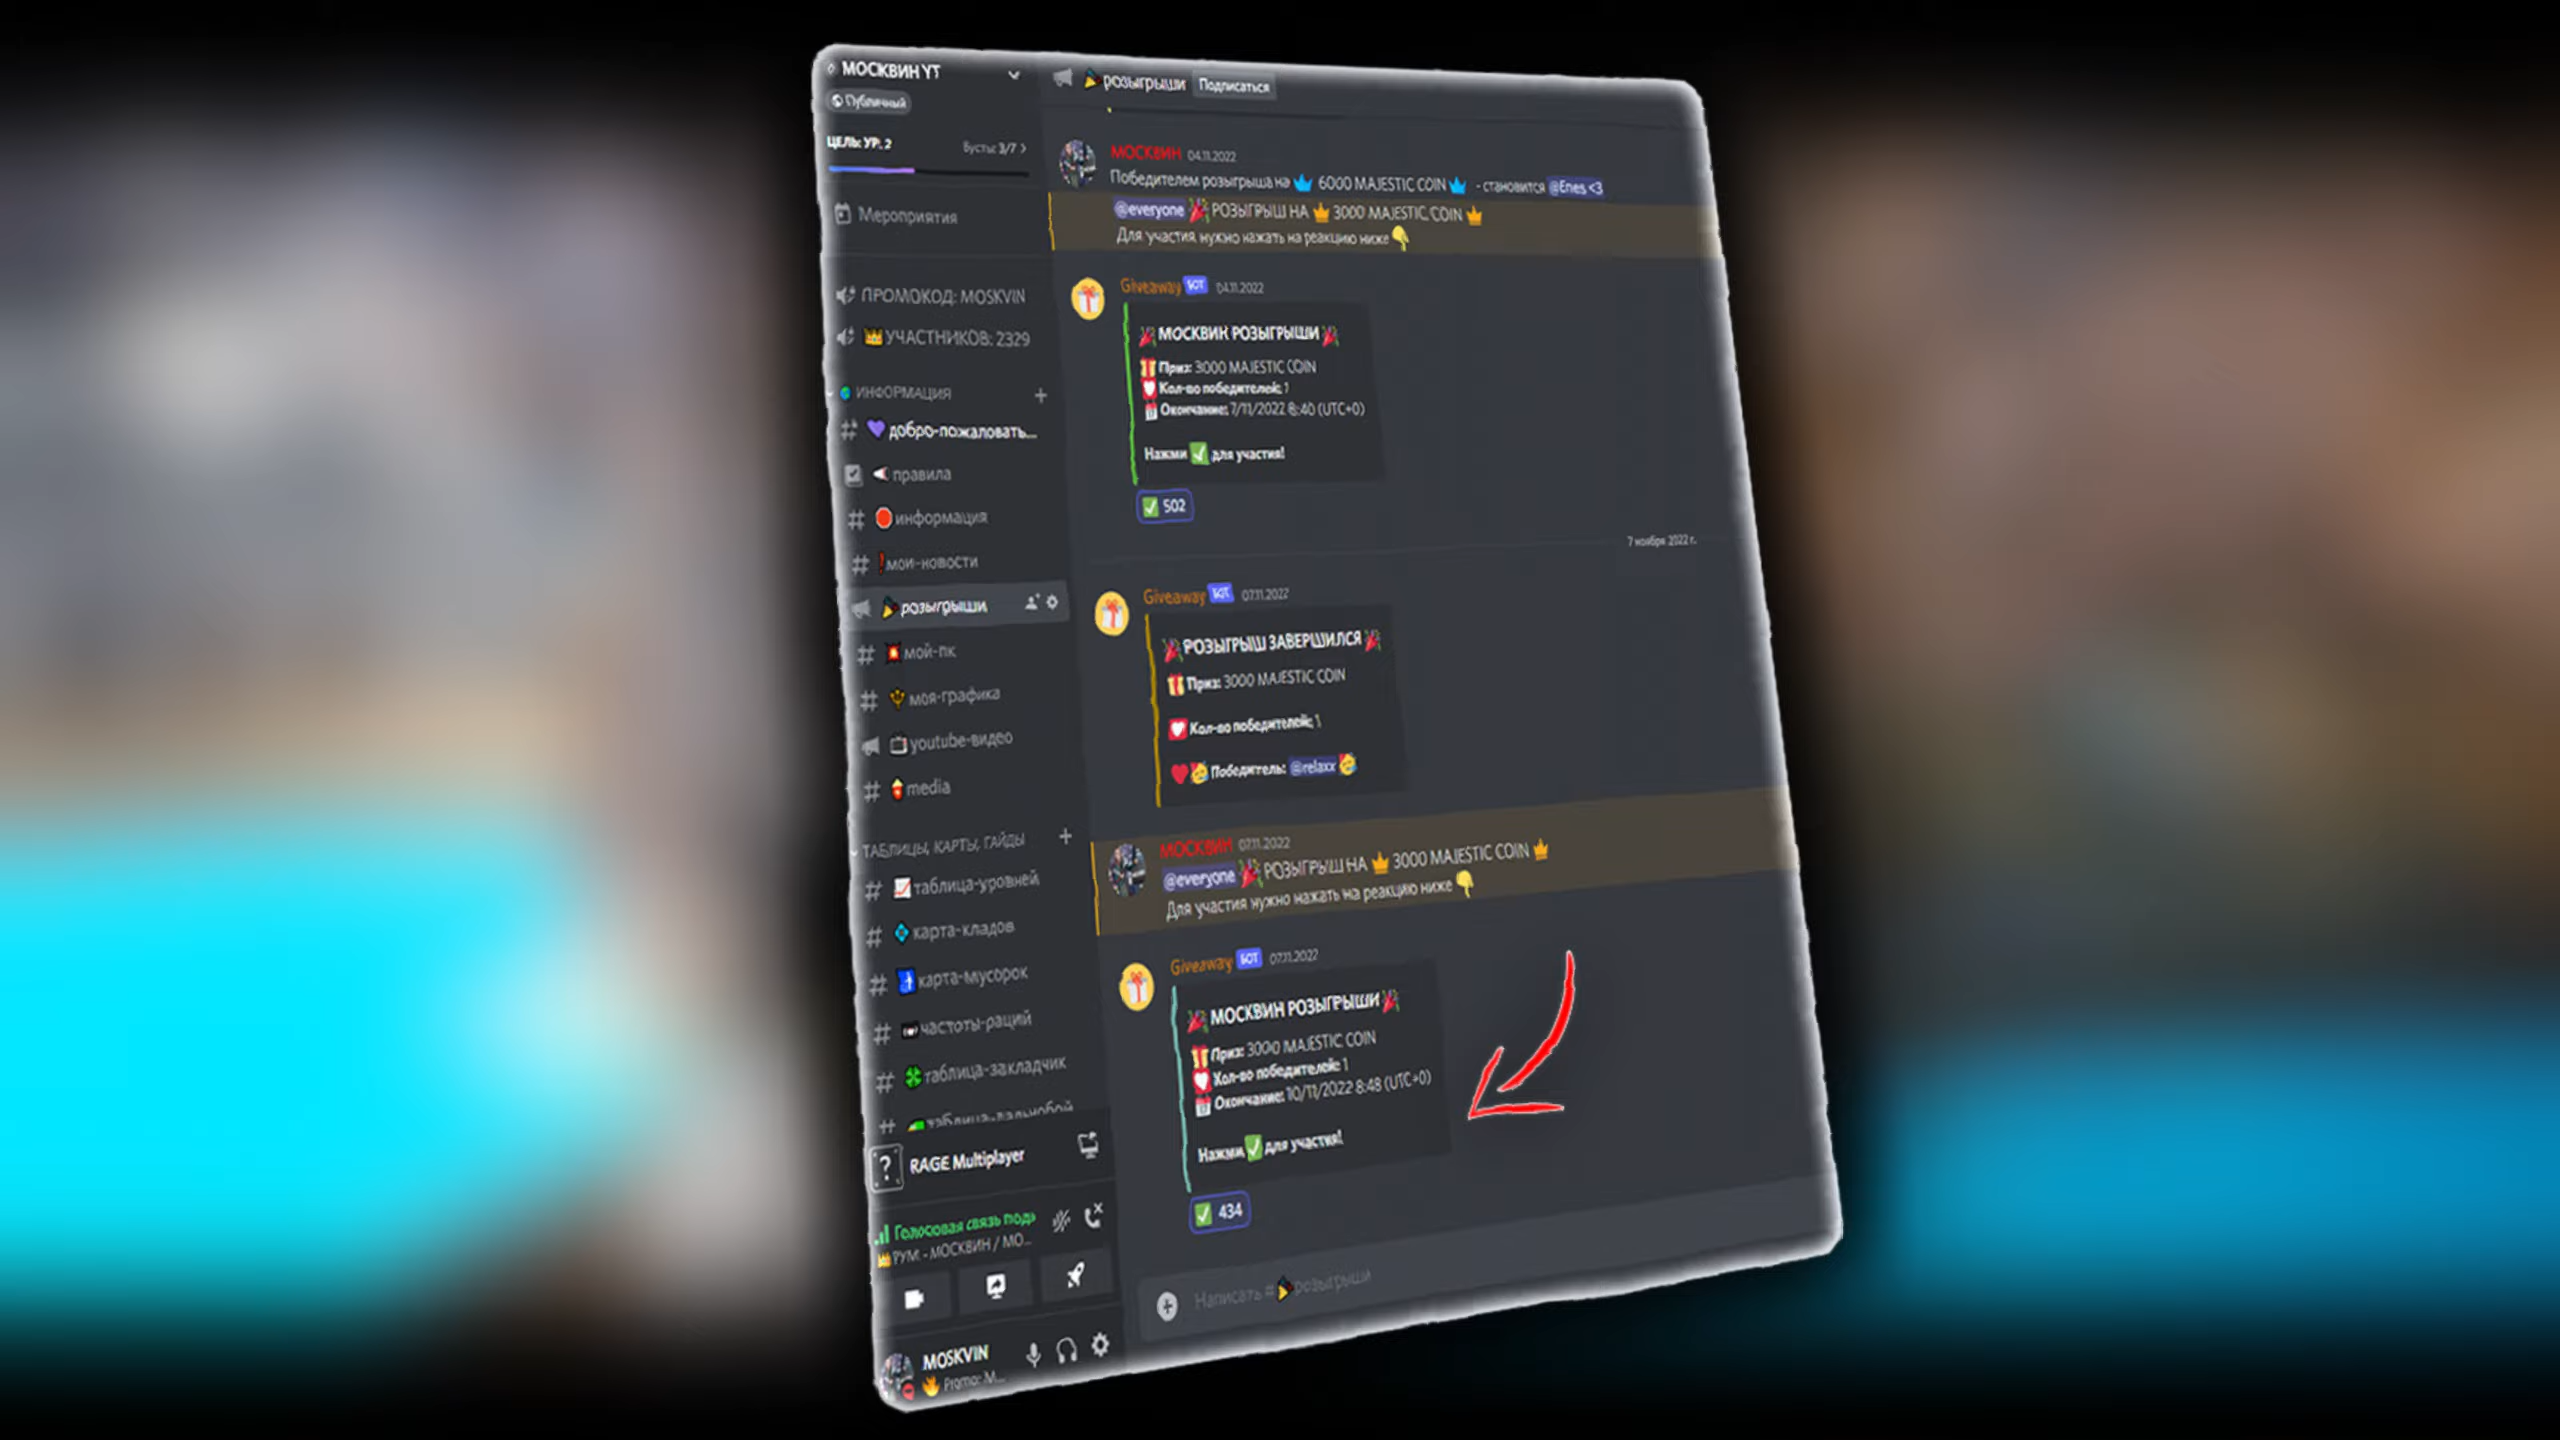 МОСКВИН YT
Публичный
ЦЕЛЬ: УР. 2
Бусты: 3/7
Мероприятия
ПРОМОКОД: MOSKVIN
УЧАСТНИКОВ: 2329
ИНФОРМАЦИЯ
добро-пожаловать...
правила
информация
мои-новости
розыгрыши
мой-пк
моя-графика
youtube-видео
media
ТАБЛИЦЫ, КАРТЫ, ГАЙДЫ
таблица-уровней
карта-кладов
карта-мусорок
частоты-раций
таблица-закладчик
таблица-дальнобой
RAGE Multiplayer
Голосовая связь подк
РУМ - МОСКВИН / МО...
MOSKVIN
Promo: M...
розыгрыши Подписаться
МОСКВИН 04.11.2022
Победителем розыгрыша на 6000 MAJESTIC COIN - становится @Enes <3
@everyone РОЗЫГРЫШ НА 3000 MAJESTIC COIN
Для участия нужно нажать на реакцию ниже
Giveaway БОТ 04.11.2022
МОСКВИН РОЗЫГРЫШИ
Приз: 3000 MAJESTIC COIN
Кол-во победителей: 1
Окончание: 7/11/2022 8:40 (UTC+0)
Нажми для участия!
502
7 ноября 2022 г.
Giveaway БОТ 07.11.2022
РОЗЫГРЫШ ЗАВЕРШИЛСЯ
Приз: 3000 MAJESTIC COIN
Кол-во победителей: 1
Победитель: @relaxx
МОСКВИН 07.11.2022
@everyone РОЗЫГРЫШ НА 3000 MAJESTIC COIN
Для участия нужно нажать на реакцию ниже
Giveaway БОТ 07.11.2022
МОСКВИН РОЗЫГРЫШИ
Приз: 3000 MAJESTIC COIN
Кол-во победителей: 1
Окончание: 10/11/2022 8:48 (UTC+0)
Нажми для участия!
434
Написать # розыгрыши